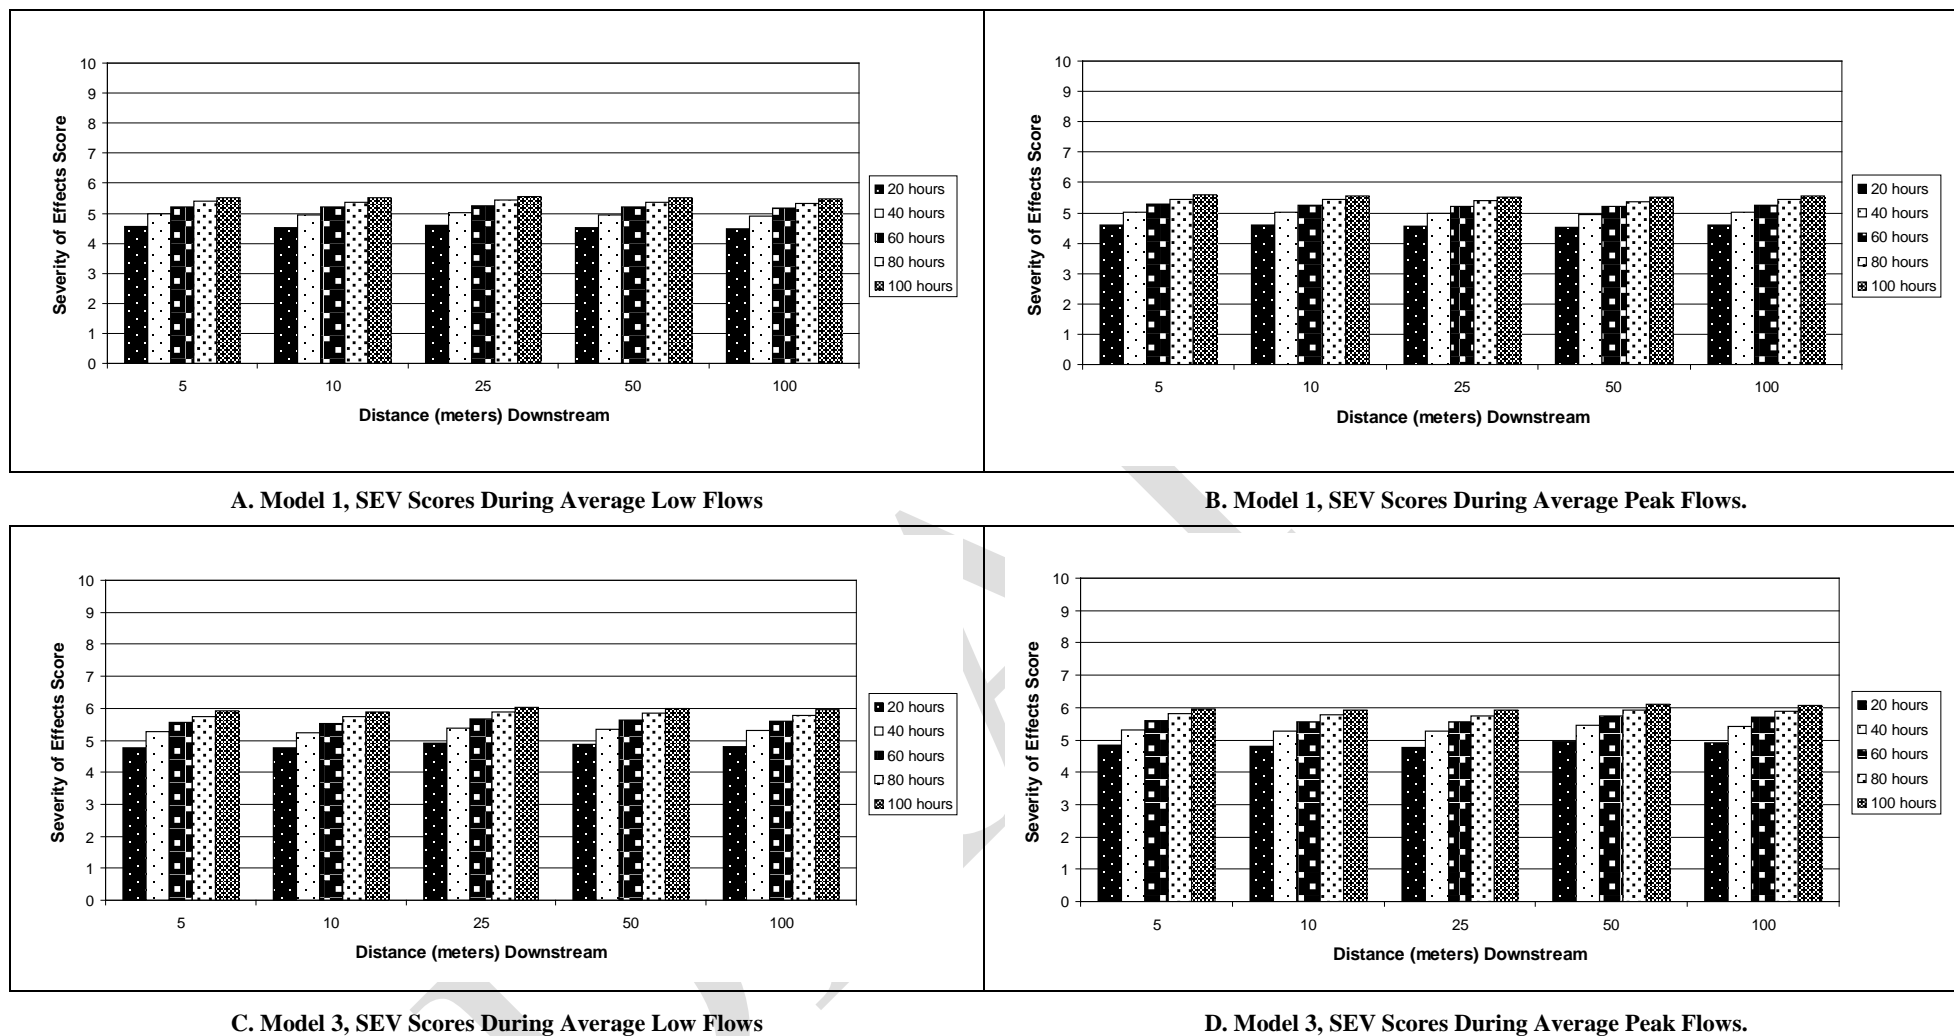 10
9
8
7
6
5
4
3
2
1
0
Severity of Effects Score
5 10 25 50 100
Distance (meters) Downstream
20 hours
40 hours
60 hours
80 hours
100 hours
A. Model 1, SEV Scores During Average Low Flows
10
9
8
7
6
5
4
3
2
1
0
Severity of Effects Score
5 10 25 50 100
Distance (meters) Downstream
20 hours
40 hours
60 hours
80 hours
100 hours
B. Model 1, SEV Scores During Average Peak Flows.
10
9
8
7
6
5
4
3
2
1
0
Severity of Effects Score
5 10 25 50 100
Distance (meters) Downstream
20 hours
40 hours
60 hours
80 hours
100 hours
C. Model 3, SEV Scores During Average Low Flows
10
9
8
7
6
5
4
3
2
1
0
Severity of Effects Score
5 10 25 50 100
Distance (meters) Downstream
20 hours
40 hours
60 hours
80 hours
100 hours
D. Model 3, SEV Scores During Average Peak Flows.